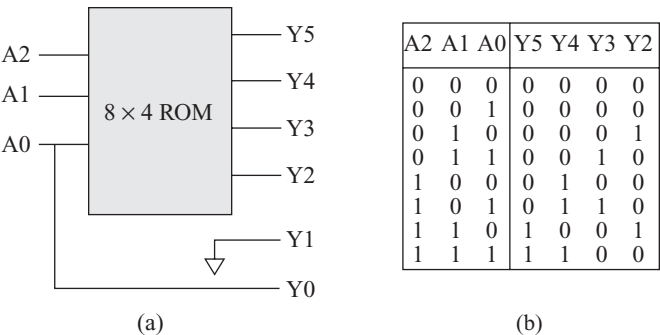 A2
A1
A0
8 × 4 ROM
Y5
Y4
Y3
Y2
Y1
Y0
(a)
A2 A1 A0 Y5 Y4 Y3 Y2
0 0 0 0 0 0 0
0 0 1 0 0 0 0
0 1 0 0 0 0 1
0 1 1 0 0 1 0
1 0 0 0 1 0 0
1 0 1 0 1 1 0
1 1 0 1 0 0 1
1 1 1 1 1 0 0
(b)